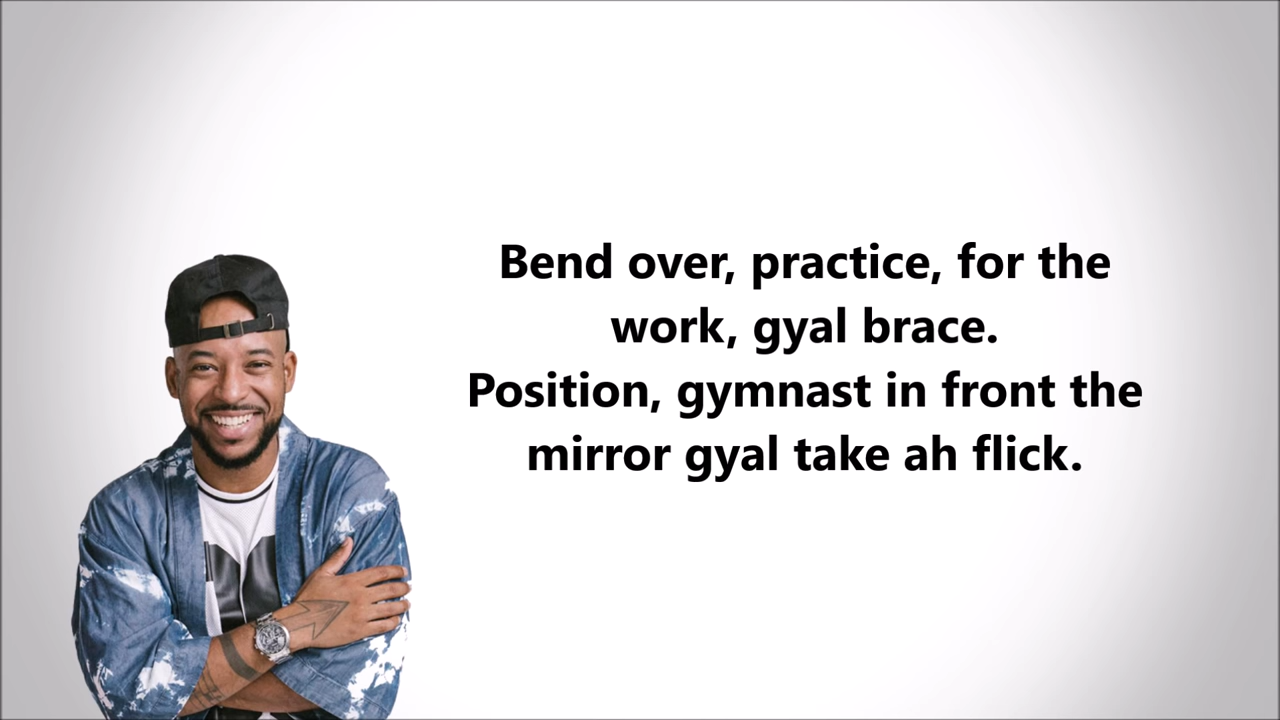 Bend over, practice, for the
work, gyal brace.
Position, gymnast in front the
mirror gyal take ah flick.